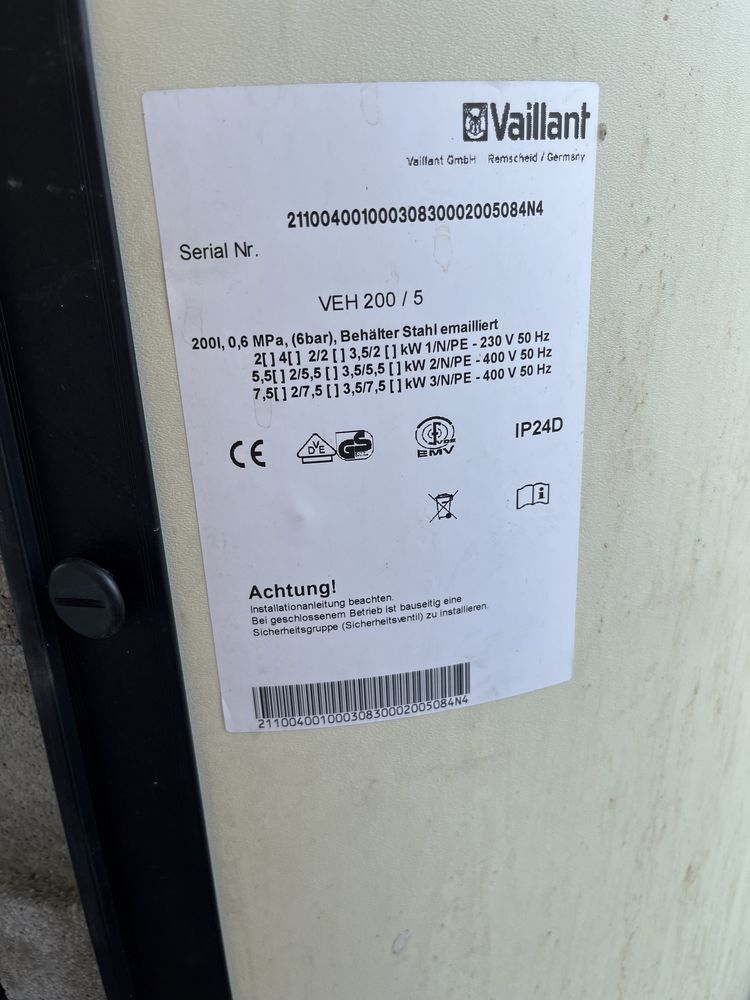 Vaillant
Vaillant GmbH Remscheid / Germany
21100400100030830002005084N4
Serial Nr.
VEH 200 / 5
200l, 0,6 MPa, (6bar), Behälter Stahl emailliert
2[ ] 4[ ] 2/2 [ ] 3,5/2 [ ] kW 1/N/PE - 230 V 50 Hz
5,5[ ] 2/5,5 [ ] 3,5/5,5 [ ] kW 2/N/PE - 400 V 50 Hz
7,5[ ] 2/7,5 [ ] 3,5/7,5 [ ] kW 3/N/PE - 400 V 50 Hz
CE DVE GS VDE EMV IP24D
i
Achtung!
Installationanleitung beachten.
Bei geschlossenem Betrieb ist bauseitig eine
Sicherheitsgruppe (Sicherheitsventil) zu installieren.
21100400100030830002005084N4